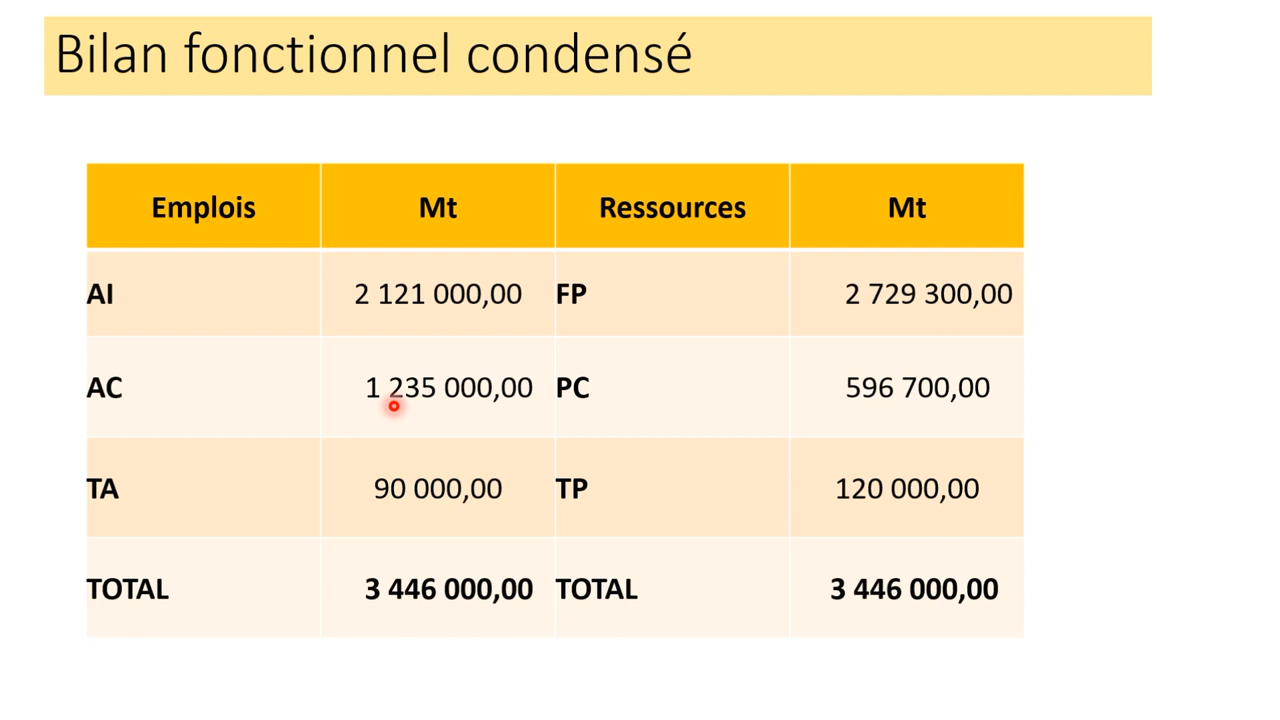 Bilan fonctionnel condensé
Emplois Mt Ressources Mt
AI 2 121 000,00 FP 2 729 300,00
AC 1 235 000,00 PC 596 700,00
TA 90 000,00 TP 120 000,00
TOTAL 3 446 000,00 TOTAL 3 446 000,00